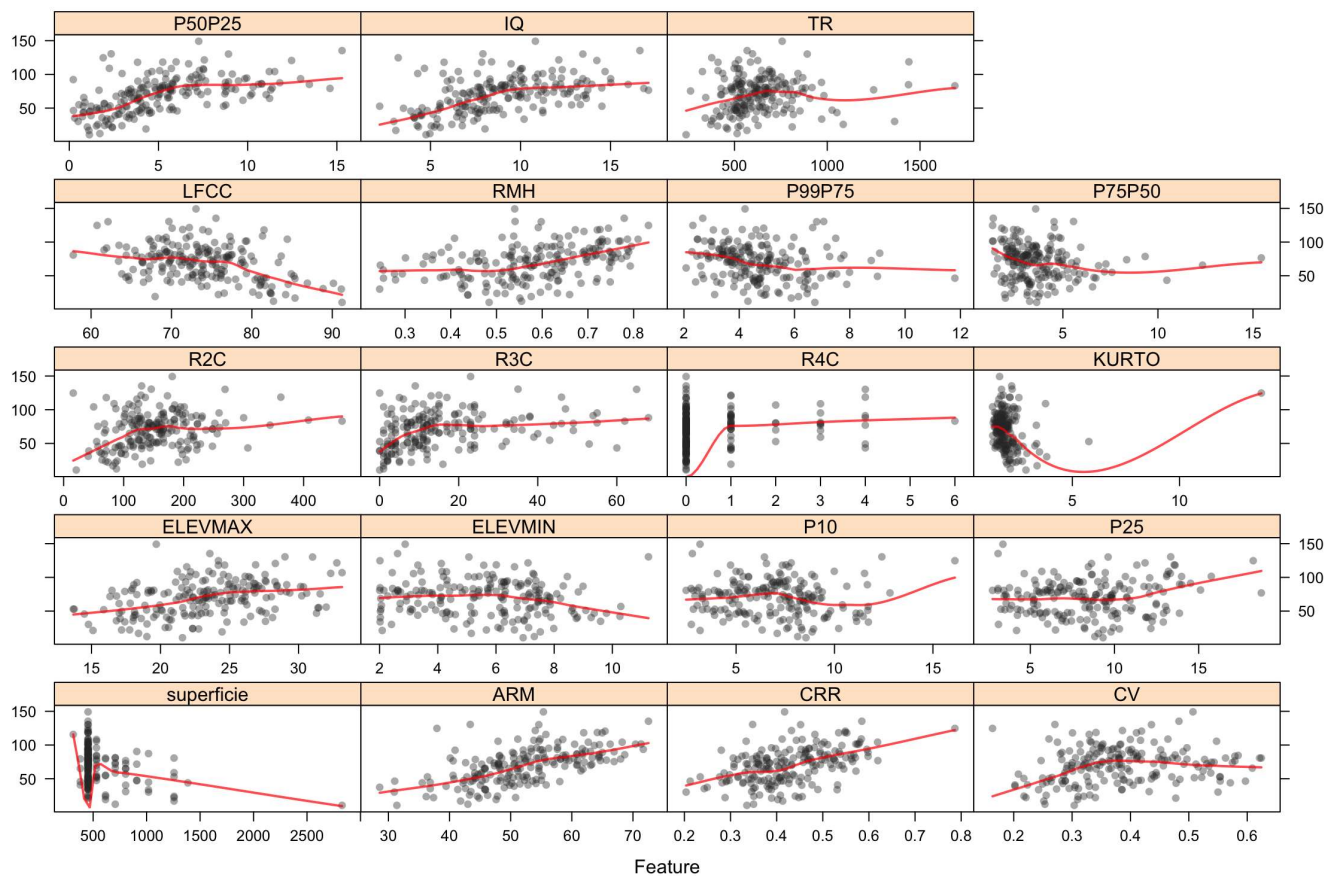 P50P25 IQ TR
150
100
50
0 5 10 15 5 10 15 500 1000 1500
LFCC RMH P99P75 P75P50
150
100
50
60 70 80 90 0.3 0.4 0.5 0.6 0.7 0.8 2 4 6 8 10 12 5 10 15
R2C R3C R4C KURTO
150
100
50
0 100 200 300 400 0 20 40 60 0 1 2 3 4 5 6 5 10
ELEVMAX ELEVMIN P10 P25
150
100
50
15 20 25 30 2 4 6 8 10 5 10 15 5 10 15
superficie ARM CRR CV
150
100
50
500 1000 1500 2000 2500 30 40 50 60 70 0.2 0.3 0.4 0.5 0.6 0.7 0.8 0.2 0.3 0.4 0.5 0.6
Feature